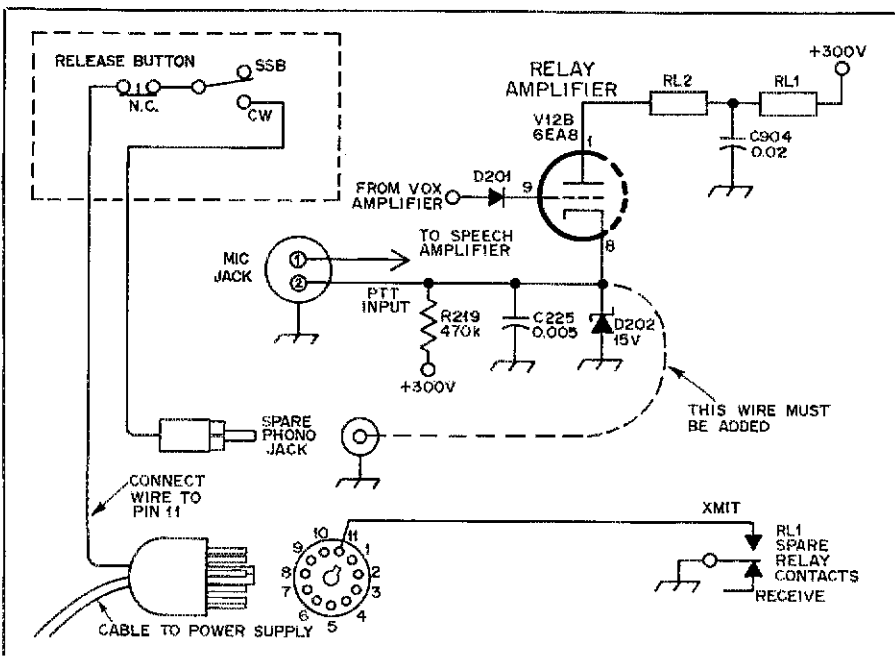 RELEASE BUTTON
SSB
N.C.
CW
RELAY
AMPLIFIER
V12B
6EA8
1
RL2
RL1
+300V
C904
0.02
D201
9
FROM VOX
AMPLIFIER
8
TO SPEECH
AMPLIFIER
MIC
JACK
1
2
PTT
INPUT
R219
470k
+300V
C225
0.005
D202
15V
THIS WIRE MUST
BE ADDED
SPARE
PHONO
JACK
CONNECT
WIRE TO
PIN 11
XMIT
RL1
SPARE
RELAY
CONTACTS
RECEIVE
10
11
9
1
8
2
7
3
6
4
5
CABLE TO POWER SUPPLY